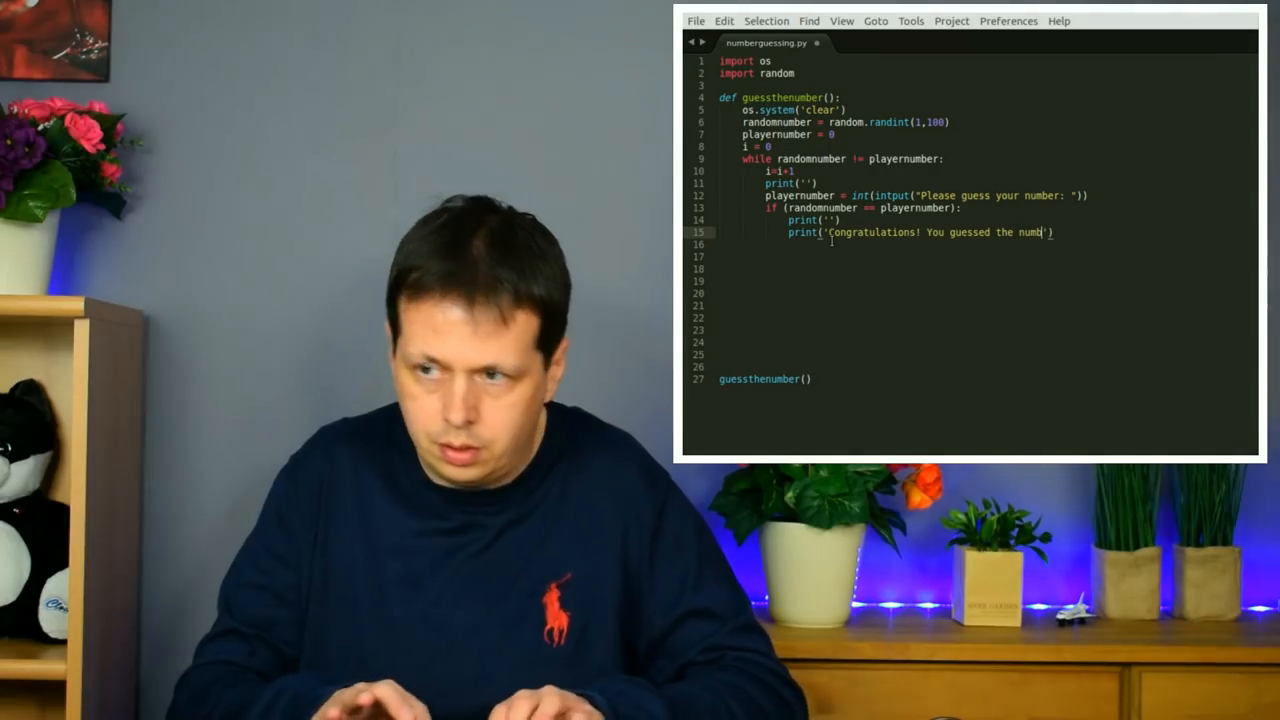 File Edit Selection Find View Goto Tools Project Preferences Help
numberguessing.py
1 import os
2 import random
3
4 def guessthenumber():
5 os.system('clear')
6 randomnumber = random.randint(1,100)
7 playernumber = 0
8 i = 0
9 while randomnumber != playernumber:
10 i=i+1
11 print('')
12 playernumber = int(intput("Please guess your number: "))
13 if (randomnumber == playernumber):
14 print('')
15 print('Congratulations! You guessed the numb')
16
17
18
19
20
21
22
23
24
25
26
27 guessthenumber()
HERB GARDEN